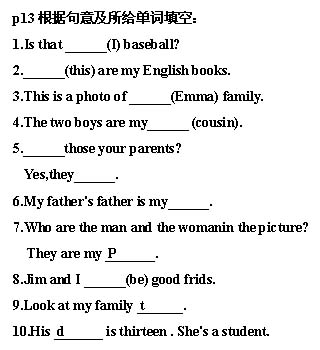 p13根据句意及所给单词填空：
1.Is that ______(I) baseball?
2.______(this) are my English books.
3.This is a photo of ______(Emma) family.
4.The two boys are my______ (cousin).
5.______those your parents?
Yes,they______.
6.My father's father is my______.
7.Who are the man and the womanin the picture?
They are my P______.
8.Jim and I ______(be) good frids.
9.Look at my family t______.
10.His d______ is thirteen . She's a student.